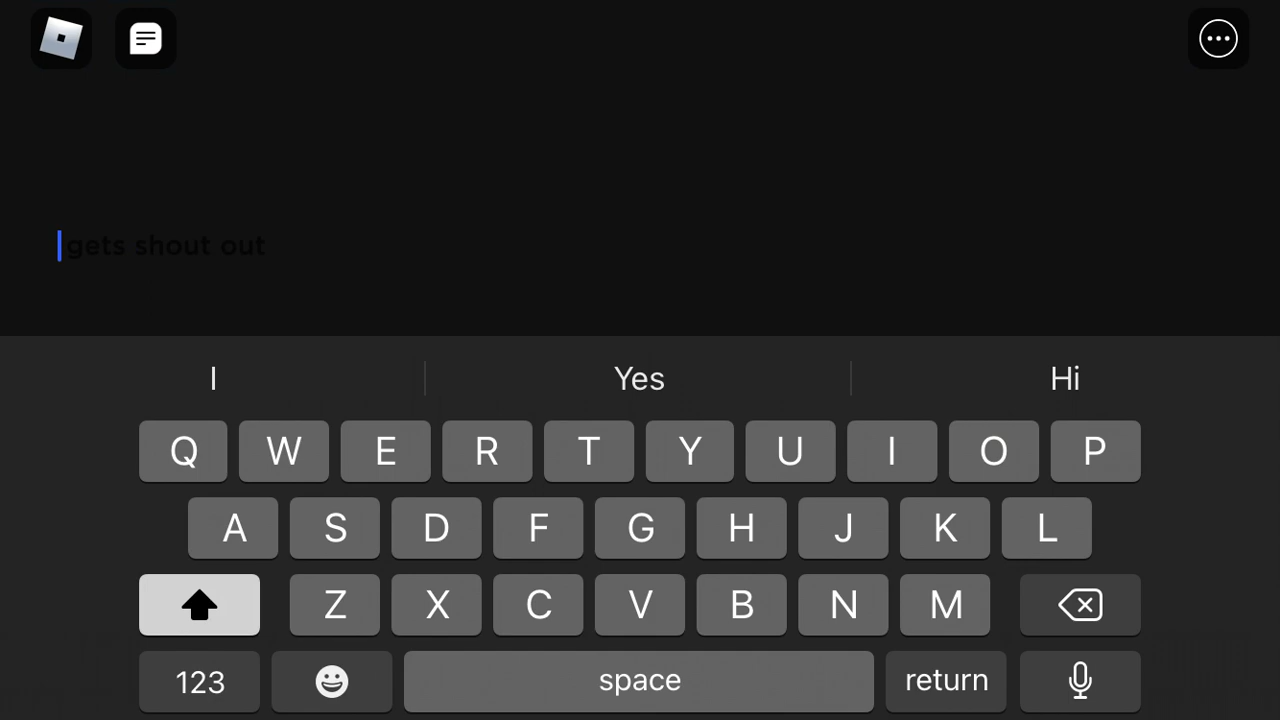 gets shout out
I Yes Hi
Q W E R T Y U I O P
A S D F G H J K L
Z X C V B N M
123 space return